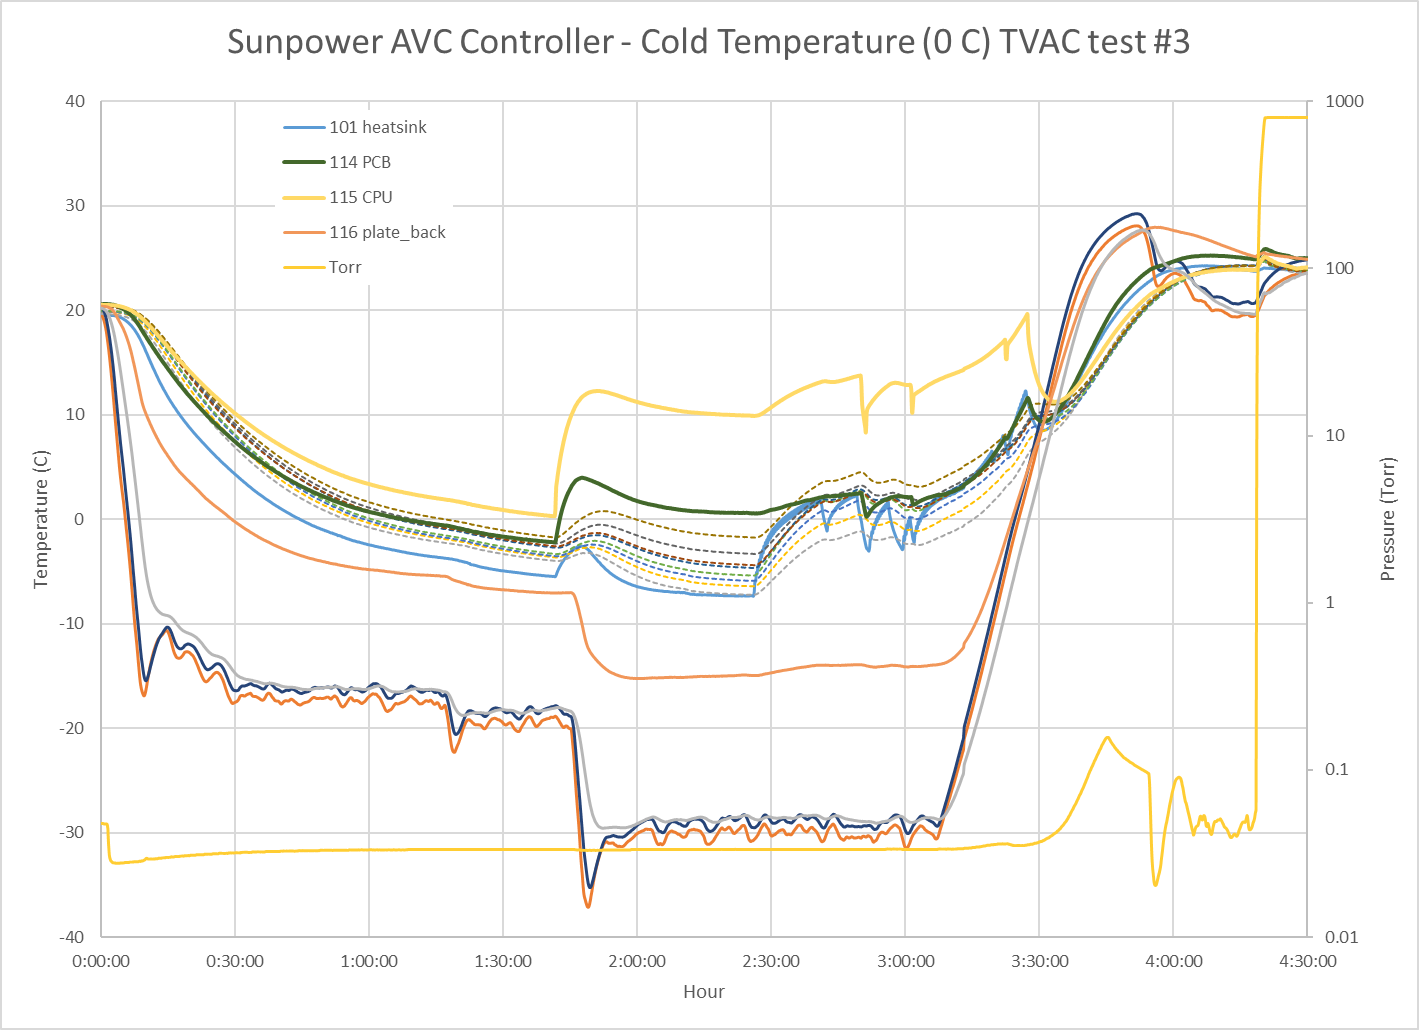 Sunpower AVC Controller - Cold Temperature (0 C) TVAC test #3
40
30
20
10
0
-10
-20
-30
-40
Temperature (C)
101 heatsink
114 PCB
115 CPU
116 plate_back
Torr
1000
100
10
1
0.1
0.01
Pressure (Torr)
0:00:00 0:30:00 1:00:00 1:30:00 2:00:00 2:30:00 3:00:00 3:30:00 4:00:00 4:30:00
Hour